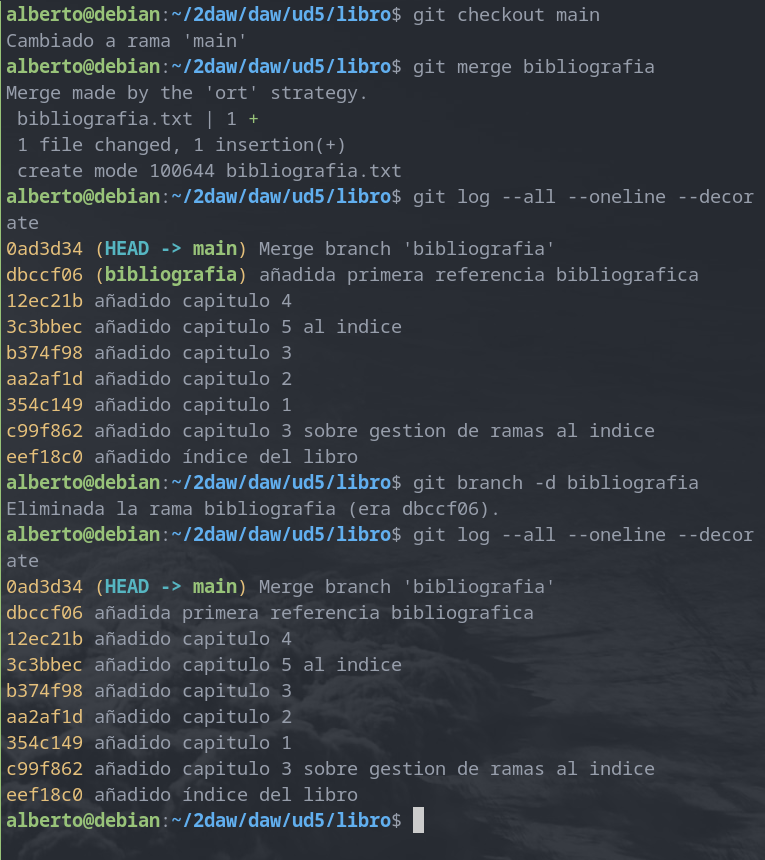 alberto@debian:~/2daw/daw/ud5/libro$ git checkout main
Cambiado a rama 'main'
alberto@debian:~/2daw/daw/ud5/libro$ git merge bibliografia
Merge made by the 'ort' strategy.
 bibliografia.txt | 1 +
 1 file changed, 1 insertion(+)
 create mode 100644 bibliografia.txt
alberto@debian:~/2daw/daw/ud5/libro$ git log --all --oneline --decor
ate
0ad3d34 (HEAD -> main) Merge branch 'bibliografia'
dbccf06 (bibliografia) añadida primera referencia bibliografica
12ec21b añadido capitulo 4
3c3bbec añadido capitulo 5 al indice
b374f98 añadido capitulo 3
aa2af1d añadido capitulo 2
354c149 añadido capitulo 1
c99f862 añadido capitulo 3 sobre gestion de ramas al indice
eef18c0 añadido índice del libro
alberto@debian:~/2daw/daw/ud5/libro$ git branch -d bibliografia
Eliminada la rama bibliografia (era dbccf06).
alberto@debian:~/2daw/daw/ud5/libro$ git log --all --oneline --decor
ate
0ad3d34 (HEAD -> main) Merge branch 'bibliografia'
dbccf06 añadida primera referencia bibliografica
12ec21b añadido capitulo 4
3c3bbec añadido capitulo 5 al indice
b374f98 añadido capitulo 3
aa2af1d añadido capitulo 2
354c149 añadido capitulo 1
c99f862 añadido capitulo 3 sobre gestion de ramas al indice
eef18c0 añadido índice del libro
alberto@debian:~/2daw/daw/ud5/libro$